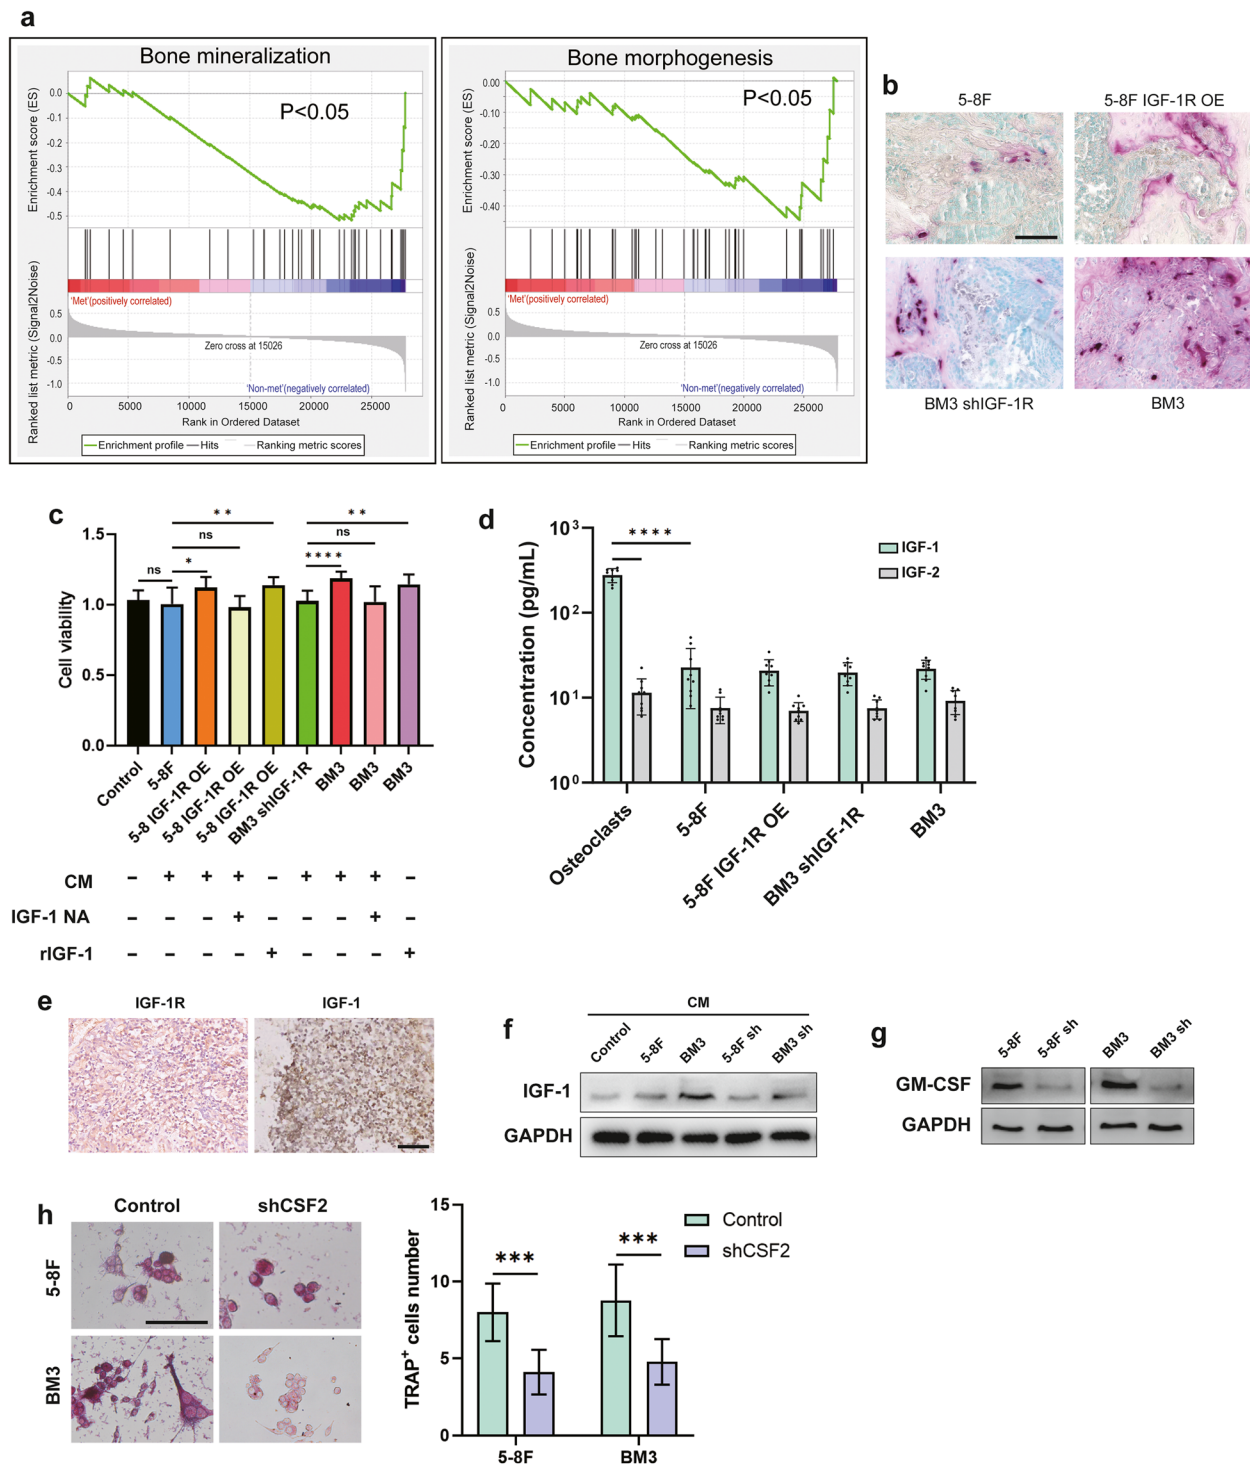 a
Bone mineralization
P<0.05
Enrichment score (ES)
0.0
-0.1
-0.2
-0.3
-0.4
-0.5
'Met'(positively correlated)
Zero cross at 15026
'Non-met'(negatively correlated)
Ranked list metric (Signal2Noise)
0.5
0.0
-0.5
-1.0
0 5000 10000 15000 20000 25000
Rank in Ordered Dataset
Enrichment profile Hits Ranking metric scores
Bone morphogenesis
P<0.05
Enrichment score (ES)
0.00
-0.10
-0.20
-0.30
-0.40
'Met'(positively correlated)
Zero cross at 15026
'Non-met'(negatively correlated)
Ranked list metric (Signal2Noise)
0.5
0.0
-0.5
-1.0
0 5000 10000 15000 20000 25000
Rank in Ordered Dataset
Enrichment profile Hits Ranking metric scores
b
5-8F 5-8F IGF-1R OE
BM3 shIGF-1R BM3
c
Cell viability
1.5
1.0
0.5
0.0
ns * ns ** **** ns **
Control
5-8F
5-8 IGF-1R OE
5-8 IGF-1R OE
5-8 IGF-1R OE
BM3 shIGF-1R
BM3
BM3
BM3
CM – + + + – + + + –
IGF-1 NA – – – + – – – + –
rIGF-1 – – – – + – – – +
d
Concentration (pg/mL)
10³
10²
10¹
10⁰
****
IGF-1
IGF-2
Osteoclasts
5-8F
5-8F IGF-1R OE
BM3 shIGF-1R
BM3
e
IGF-1R IGF-1
f
CM
Control 5-8F BM3 5-8F sh BM3 sh
IGF-1
GAPDH
g
5-8F 5-8F sh BM3 BM3 sh
GM-CSF
GAPDH
h
Control shCSF2
5-8F
BM3
TRAP⁺ cells number
15
10
5
0
*** ***
Control
shCSF2
5-8F BM3